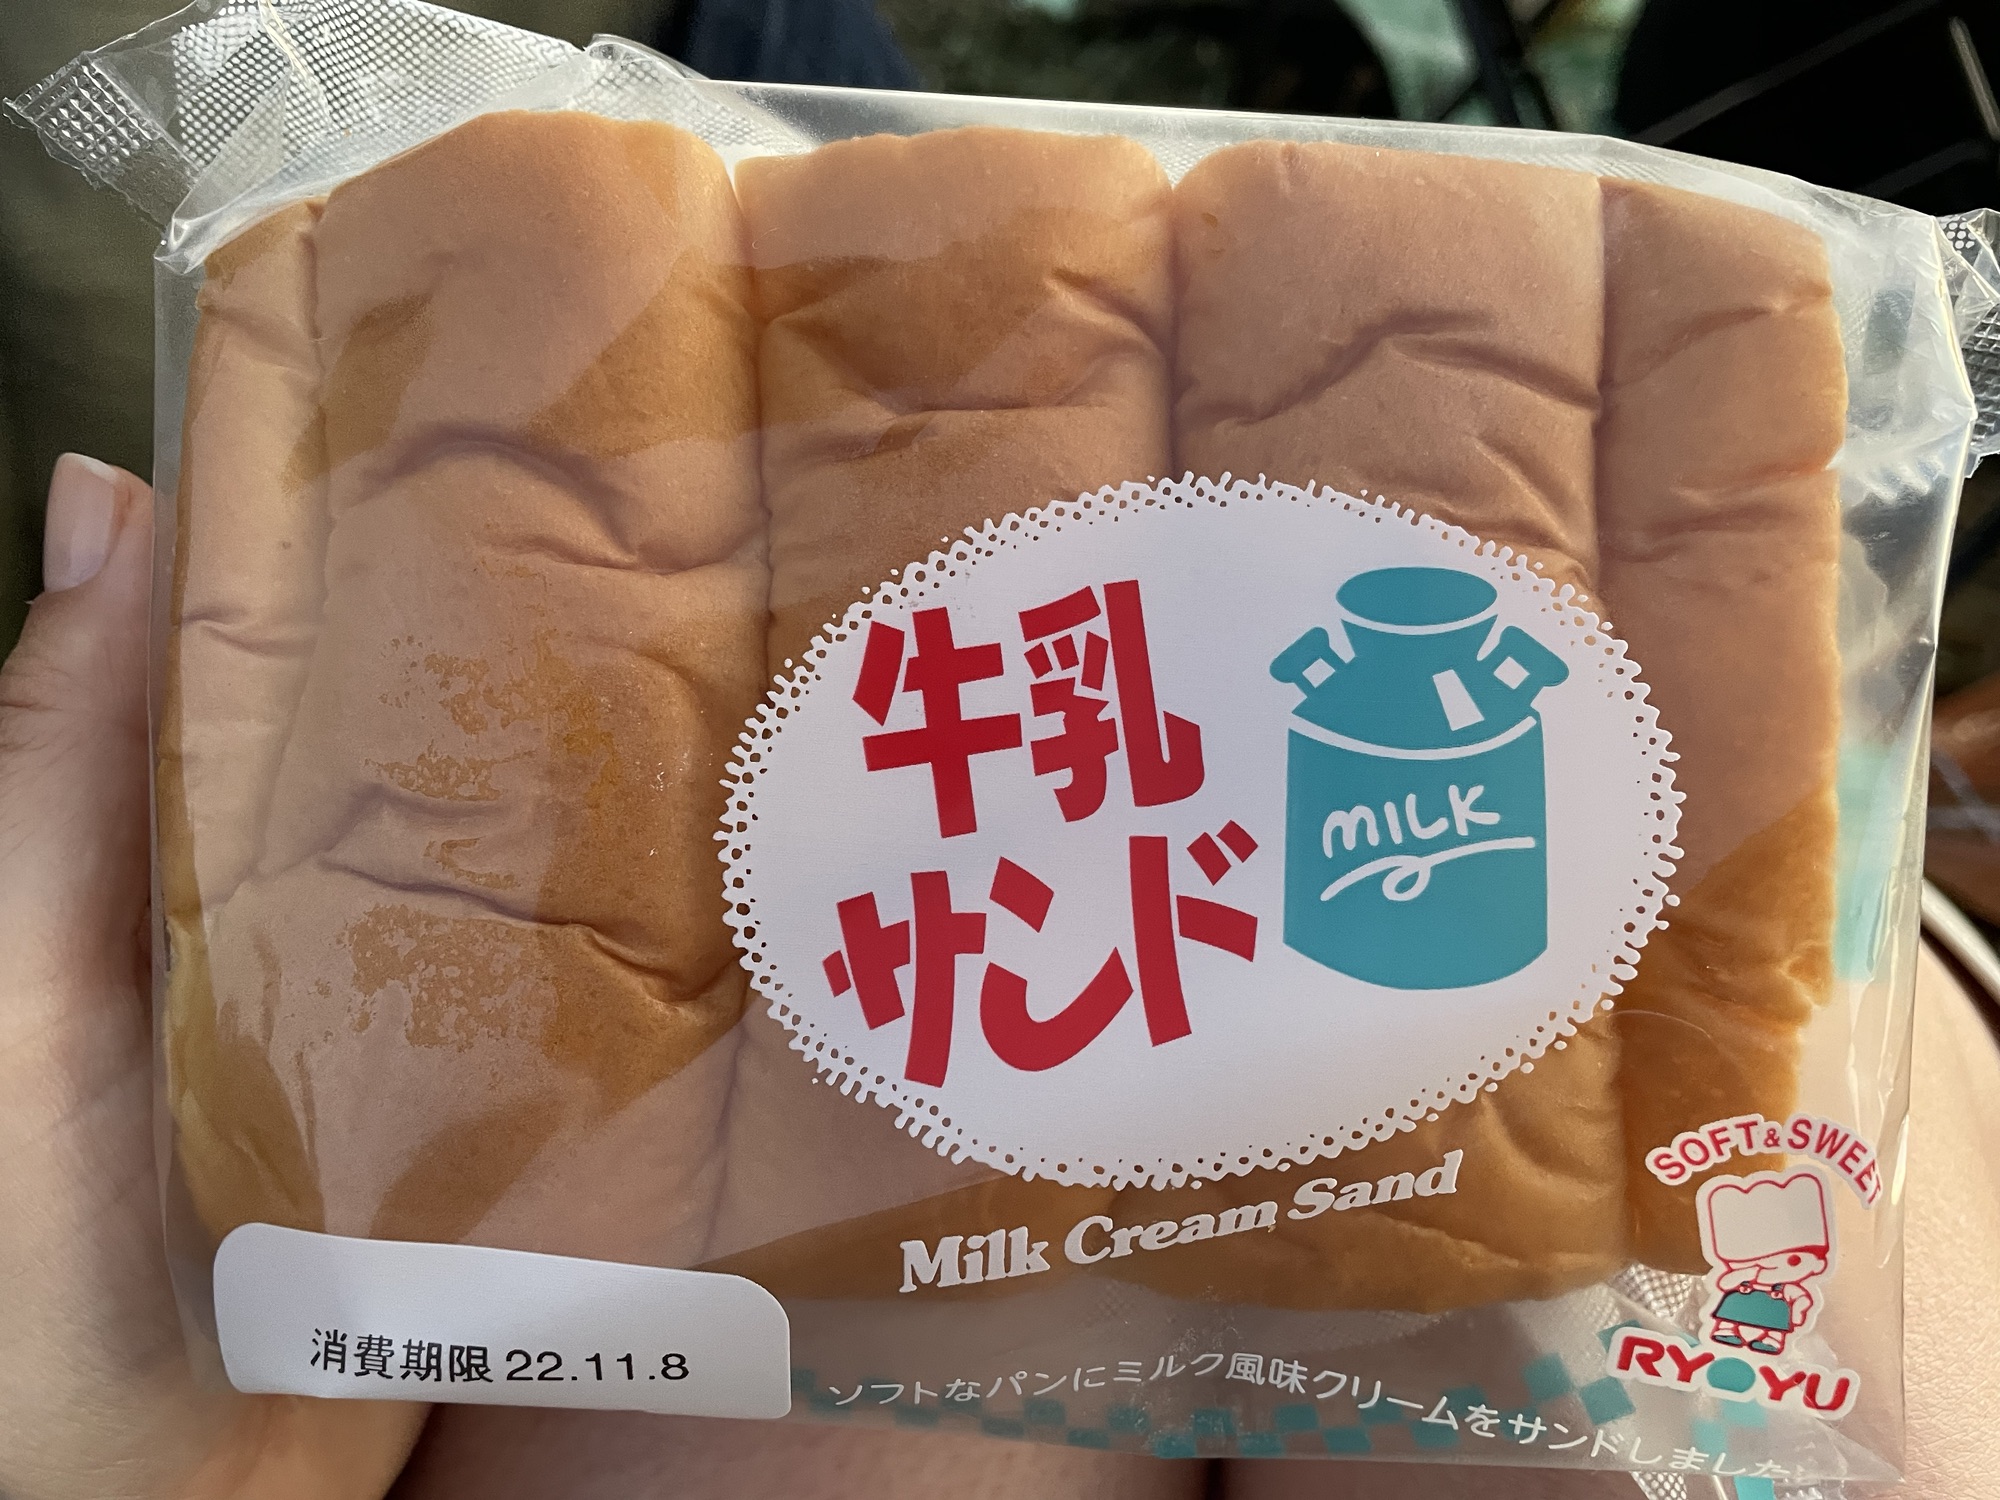 牛乳
サンド
MILK
Milk Cream Sand
SOFT&SWEET
RYOYU
消費期限 22.11.8
ソフトなパンにミルク風味クリームをサンドしました